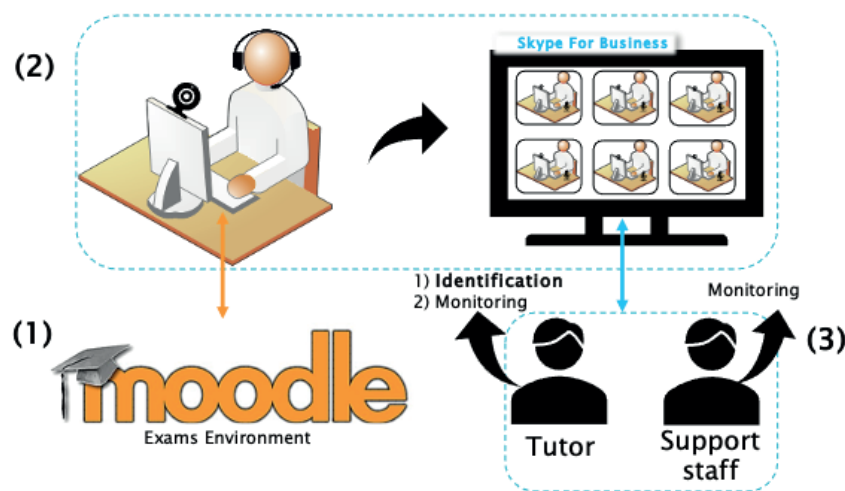 (2)
Skype For Business
1) Identification
2) Monitoring
Monitoring
(1)
moodle
Exams Environment
(3)
Tutor
Support
staff